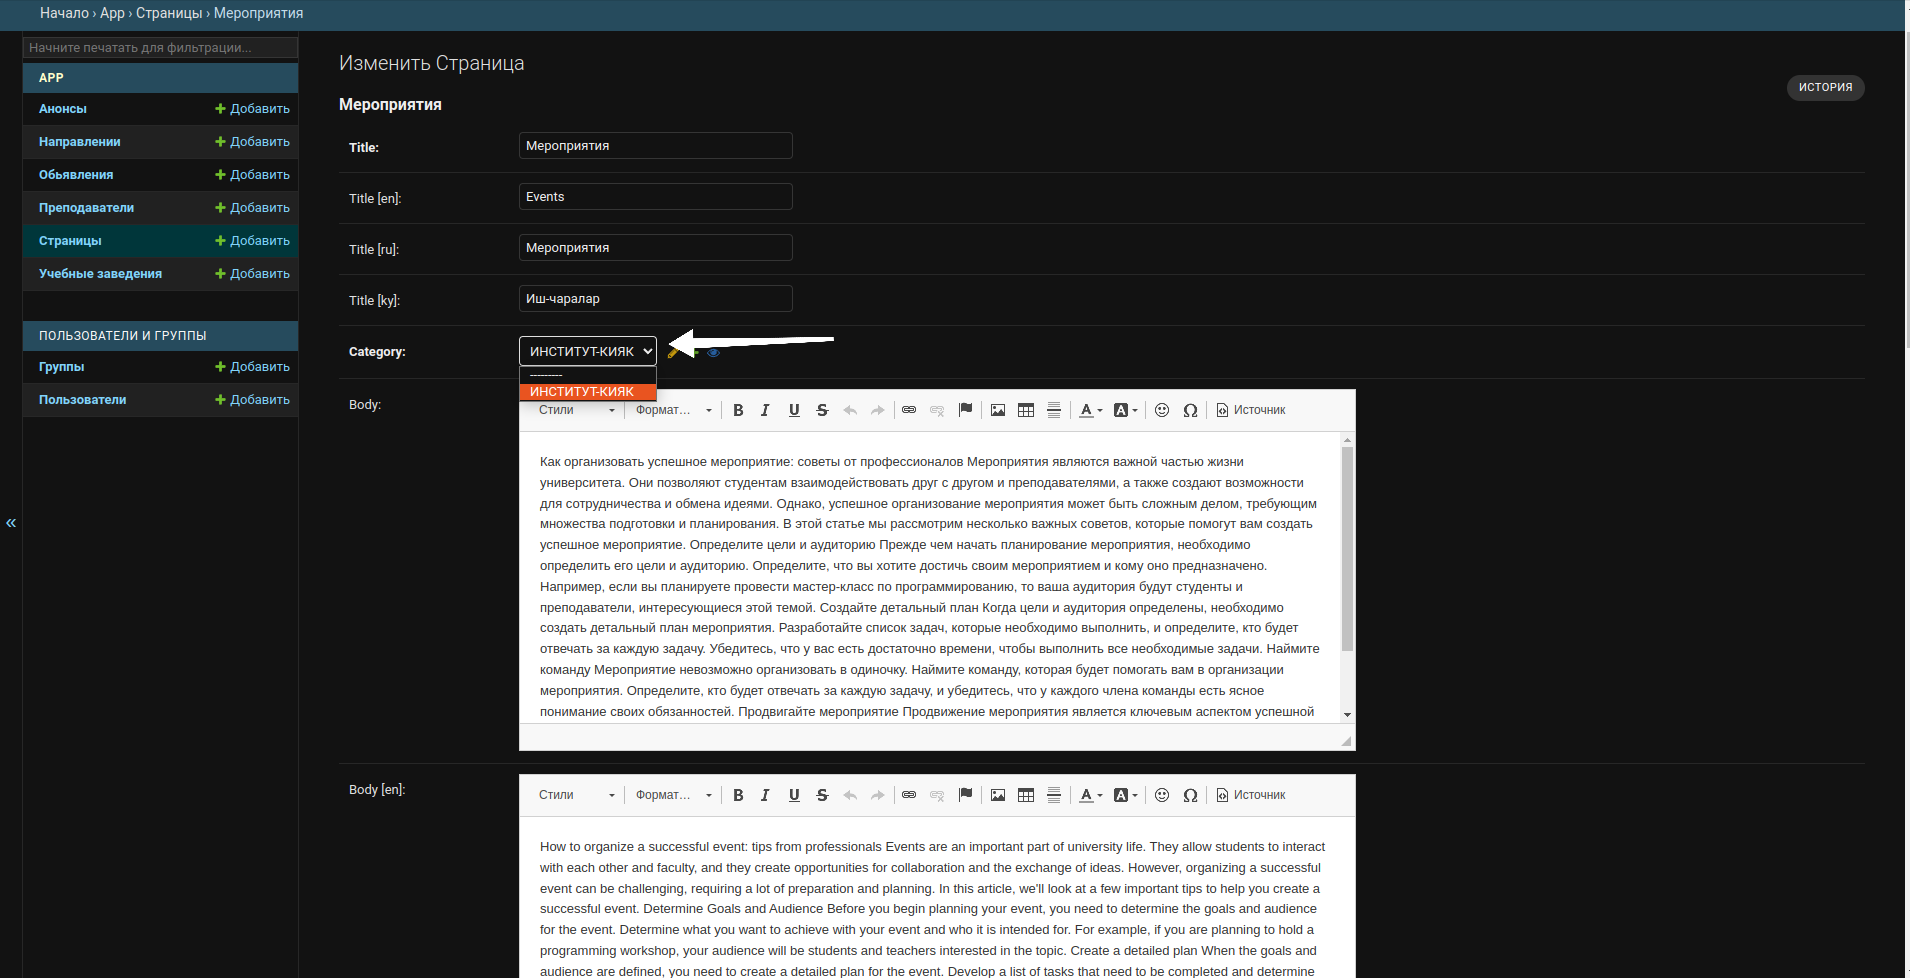 Начало › App › Страницы › Мероприятия
Начните печатать для фильтрации...
APP
Анонсы + Добавить
Направлении + Добавить
Обьявления + Добавить
Преподаватели + Добавить
Страницы + Добавить
Учебные заведения + Добавить
ПОЛЬЗОВАТЕЛИ И ГРУППЫ
Группы + Добавить
Пользователи + Добавить
«
Изменить Страница
ИСТОРИЯ
Мероприятия
Title: Мероприятия
Title [en]: Events
Title [ru]: Мероприятия
Title [ky]: Иш-чаралар
Category: ИНСТИТУТ-КИЯК
---------
ИНСТИТУТ-КИЯК
Body:
Стили Формат... B I U S A A Ω Источник
Как организовать успешное мероприятие: советы от профессионалов Мероприятия являются важной частью жизни
университета. Они позволяют студентам взаимодействовать друг с другом и преподавателями, а также создают возможности
для сотрудничества и обмена идеями. Однако, успешное организование мероприятия может быть сложным делом, требующим
множества подготовки и планирования. В этой статье мы рассмотрим несколько важных советов, которые помогут вам создать
успешное мероприятие. Определите цели и аудиторию Прежде чем начать планирование мероприятия, необходимо
определить его цели и аудиторию. Определите, что вы хотите достичь своим мероприятием и кому оно предназначено.
Например, если вы планируете провести мастер-класс по программированию, то ваша аудитория будут студенты и
преподаватели, интересующиеся этой темой. Создайте детальный план Когда цели и аудитория определены, необходимо
создать детальный план мероприятия. Разработайте список задач, которые необходимо выполнить, и определите, кто будет
отвечать за каждую задачу. Убедитесь, что у вас есть достаточно времени, чтобы выполнить все необходимые задачи. Наймите
команду Мероприятие невозможно организовать в одиночку. Наймите команду, которая будет помогать вам в организации
мероприятия. Определите, кто будет отвечать за каждую задачу, и убедитесь, что у каждого члена команды есть ясное
понимание своих обязанностей. Продвигайте мероприятие Продвижение мероприятия является ключевым аспектом успешной
Body [en]:
Стили Формат... B I U S A A Ω Источник
How to organize a successful event: tips from professionals Events are an important part of university life. They allow students to interact
with each other and faculty, and they create opportunities for collaboration and the exchange of ideas. However, organizing a successful
event can be challenging, requiring a lot of preparation and planning. In this article, we'll look at a few important tips to help you create a
successful event. Determine Goals and Audience Before you begin planning your event, you need to determine the goals and audience
for the event. Determine what you want to achieve with your event and who it is intended for. For example, if you are planning to hold a
programming workshop, your audience will be students and teachers interested in the topic. Create a detailed plan When the goals and
audience are defined, you need to create a detailed plan for the event. Develop a list of tasks that need to be completed and determine